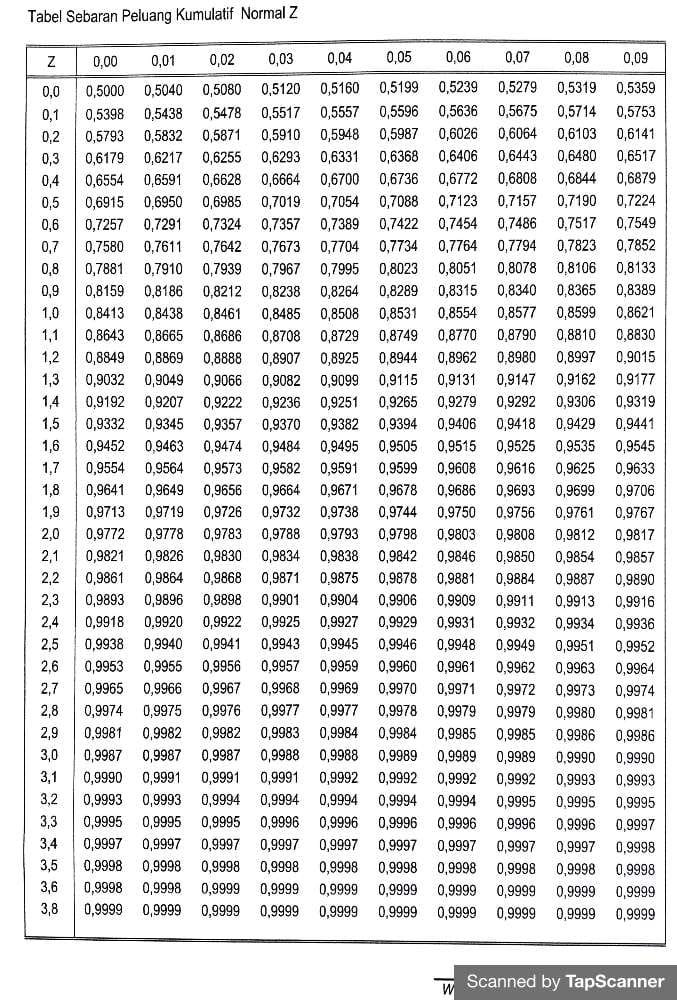 Tabel Sebaran Peluang Kumulatif Normal Z
Z 0,00 0,01 0,02 0,03 0,04 0,05 0,06 0,07 0,08 0,09
0,0 0,5000 0,5040 0,5080 0,5120 0,5160 0,5199 0,5239 0,5279 0,5319 0,5359
0,1 0,5398 0,5438 0,5478 0,5517 0,5557 0,5596 0,5636 0,5675 0,5714 0,5753
0,2 0,5793 0,5832 0,5871 0,5910 0,5948 0,5987 0,6026 0,6064 0,6103 0,6141
0,3 0,6179 0,6217 0,6255 0,6293 0,6331 0,6368 0,6406 0,6443 0,6480 0,6517
0,4 0,6554 0,6591 0,6628 0,6664 0,6700 0,6736 0,6772 0,6808 0,6844 0,6879
0,5 0,6915 0,6950 0,6985 0,7019 0,7054 0,7088 0,7123 0,7157 0,7190 0,7224
0,6 0,7257 0,7291 0,7324 0,7357 0,7389 0,7422 0,7454 0,7486 0,7517 0,7549
0,7 0,7580 0,7611 0,7642 0,7673 0,7704 0,7734 0,7764 0,7794 0,7823 0,7852
0,8 0,7881 0,7910 0,7939 0,7967 0,7995 0,8023 0,8051 0,8078 0,8106 0,8133
0,9 0,8159 0,8186 0,8212 0,8238 0,8264 0,8289 0,8315 0,8340 0,8365 0,8389
1,0 0,8413 0,8438 0,8461 0,8485 0,8508 0,8531 0,8554 0,8577 0,8599 0,8621
1,1 0,8643 0,8665 0,8686 0,8708 0,8729 0,8749 0,8770 0,8790 0,8810 0,8830
1,2 0,8849 0,8869 0,8888 0,8907 0,8925 0,8944 0,8962 0,8980 0,8997 0,9015
1,3 0,9032 0,9049 0,9066 0,9082 0,9099 0,9115 0,9131 0,9147 0,9162 0,9177
1,4 0,9192 0,9207 0,9222 0,9236 0,9251 0,9265 0,9279 0,9292 0,9306 0,9319
1,5 0,9332 0,9345 0,9357 0,9370 0,9382 0,9394 0,9406 0,9418 0,9429 0,9441
1,6 0,9452 0,9463 0,9474 0,9484 0,9495 0,9505 0,9515 0,9525 0,9535 0,9545
1,7 0,9554 0,9564 0,9573 0,9582 0,9591 0,9599 0,9608 0,9616 0,9625 0,9633
1,8 0,9641 0,9649 0,9656 0,9664 0,9671 0,9678 0,9686 0,9693 0,9699 0,9706
1,9 0,9713 0,9719 0,9726 0,9732 0,9738 0,9744 0,9750 0,9756 0,9761 0,9767
2,0 0,9772 0,9778 0,9783 0,9788 0,9793 0,9798 0,9803 0,9808 0,9812 0,9817
2,1 0,9821 0,9826 0,9830 0,9834 0,9838 0,9842 0,9846 0,9850 0,9854 0,9857
2,2 0,9861 0,9864 0,9868 0,9871 0,9875 0,9878 0,9881 0,9884 0,9887 0,9890
2,3 0,9893 0,9896 0,9898 0,9901 0,9904 0,9906 0,9909 0,9911 0,9913 0,9916
2,4 0,9918 0,9920 0,9922 0,9925 0,9927 0,9929 0,9931 0,9932 0,9934 0,9936
2,5 0,9938 0,9940 0,9941 0,9943 0,9945 0,9946 0,9948 0,9949 0,9951 0,9952
2,6 0,9953 0,9955 0,9956 0,9957 0,9959 0,9960 0,9961 0,9962 0,9963 0,9964
2,7 0,9965 0,9966 0,9967 0,9968 0,9969 0,9970 0,9971 0,9972 0,9973 0,9974
2,8 0,9974 0,9975 0,9976 0,9977 0,9977 0,9978 0,9979 0,9979 0,9980 0,9981
2,9 0,9981 0,9982 0,9982 0,9983 0,9984 0,9984 0,9985 0,9985 0,9986 0,9986
3,0 0,9987 0,9987 0,9987 0,9988 0,9988 0,9989 0,9989 0,9989 0,9990 0,9990
3,1 0,9990 0,9991 0,9991 0,9991 0,9992 0,9992 0,9992 0,9992 0,9993 0,9993
3,2 0,9993 0,9993 0,9994 0,9994 0,9994 0,9994 0,9994 0,9995 0,9995 0,9995
3,3 0,9995 0,9995 0,9995 0,9996 0,9996 0,9996 0,9996 0,9996 0,9996 0,9997
3,4 0,9997 0,9997 0,9997 0,9997 0,9997 0,9997 0,9997 0,9997 0,9997 0,9998
3,5 0,9998 0,9998 0,9998 0,9998 0,9998 0,9998 0,9998 0,9998 0,9998 0,9998
3,6 0,9998 0,9998 0,9999 0,9999 0,9999 0,9999 0,9999 0,9999 0,9999 0,9999
3,8 0,9999 0,9999 0,9999 0,9999 0,9999 0,9999 0,9999 0,9999 0,9999 0,9999
Scanned by TapScanner